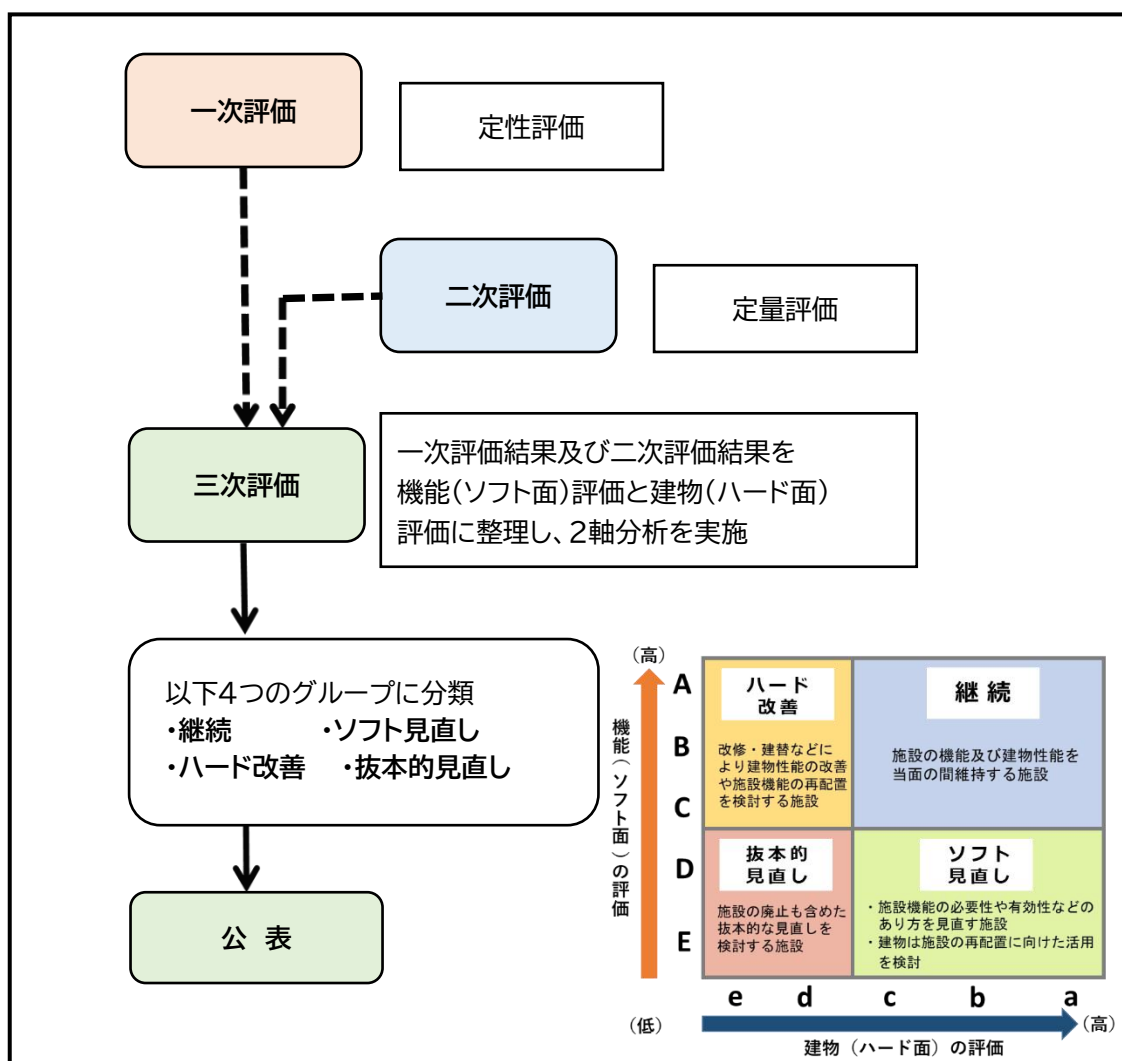 一次評価
定性評価
二次評価
定量評価
三次評価
一次評価結果及び二次評価結果を
機能(ソフト面)評価と建物(ハード面)
評価に整理し、2軸分析を実施
以下4つのグループに分類
・継続 ・ソフト見直し
・ハード改善 ・抜本的見直し
公 表
(高)
機能(ソフト面)の評価
A
B
C
D
E
ハード
改善
改修・建替などに
より建物性能の改善
や施設機能の再配置
を検討する施設
継 続
施設の機能及び建物性能を
当面の間維持する施設
抜本的
見直し
施設の廃止も含めた
抜本的な見直しを
検討する施設
ソフト
見直し
・施設機能の必要性や有効性などの
あり方を見直す施設
・建物は施設の再配置に向けた活用
を検討
e d c b a
(低)
(高)
建物(ハード面)の評価